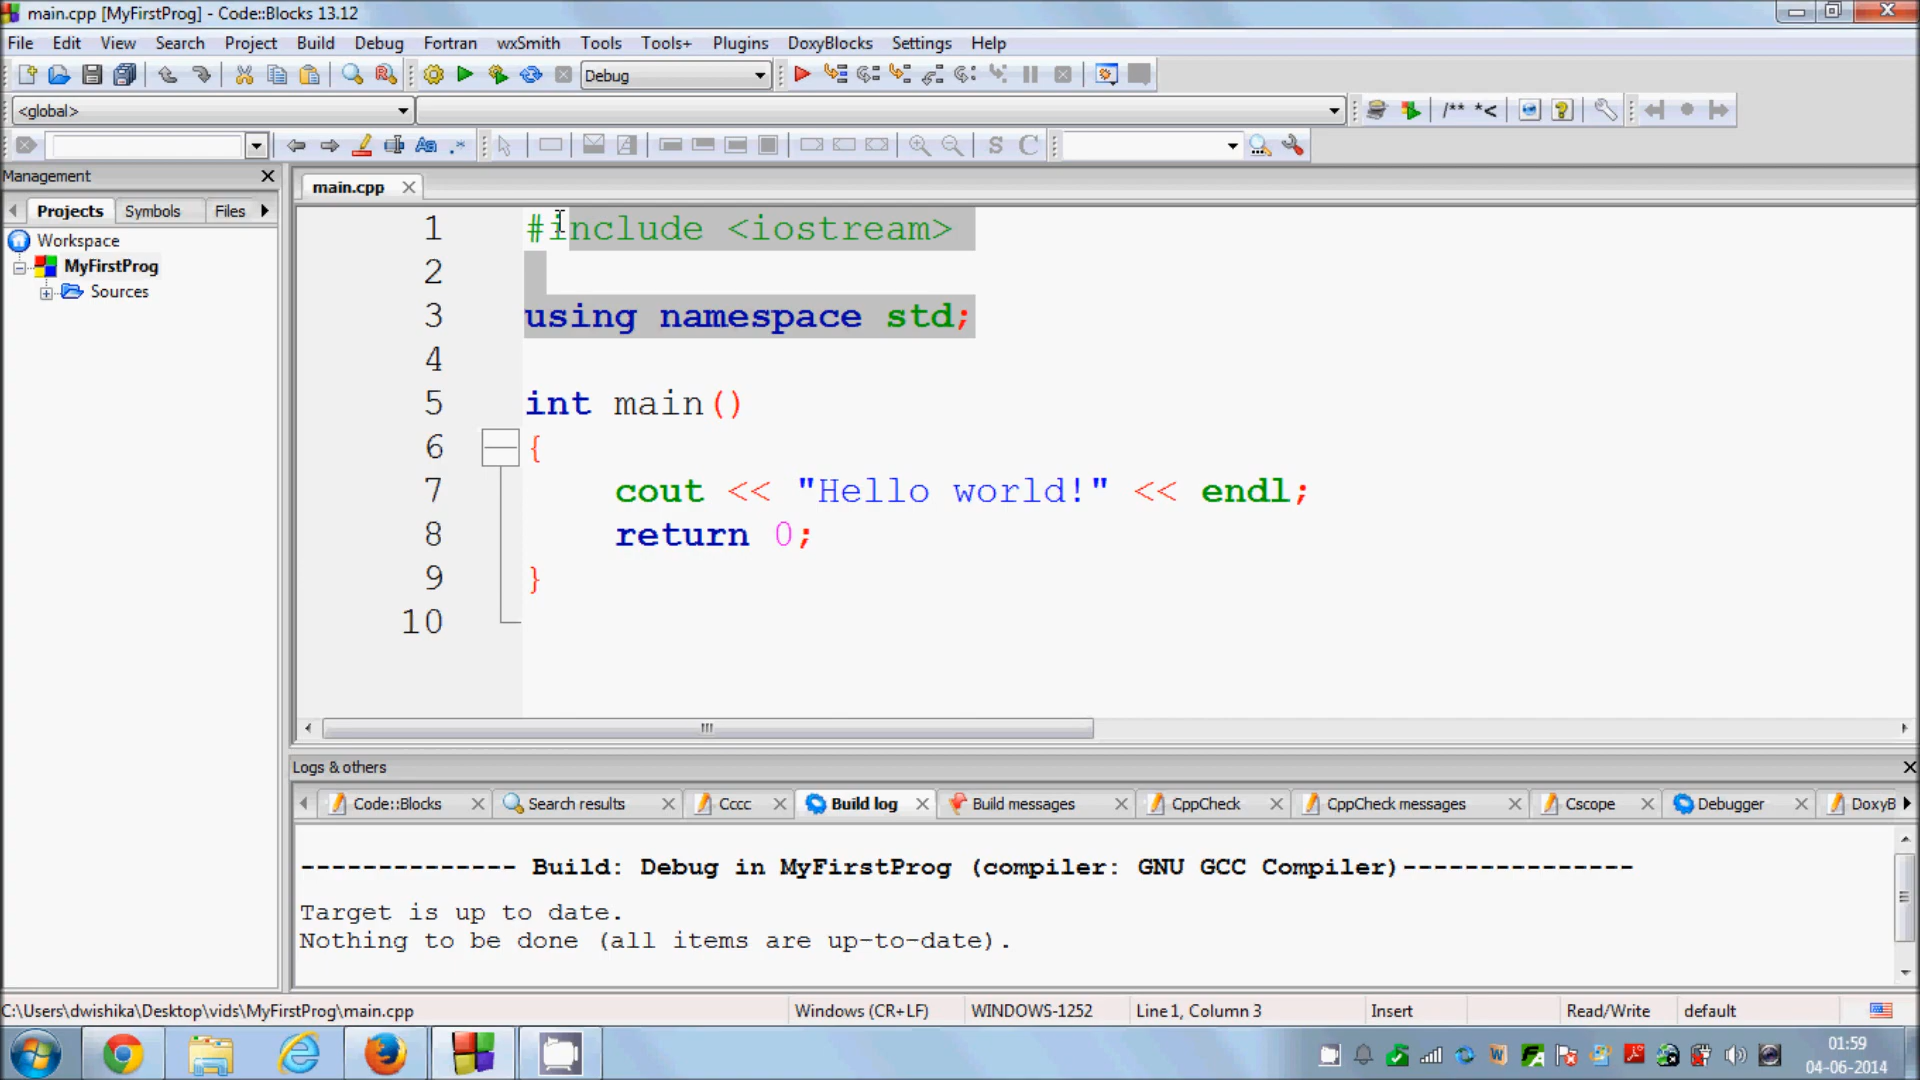 main.cpp [MyFirstProg] - Code::Blocks 13.12
File Edit View Search Project Build Debug Fortran wxSmith Tools Tools+ Plugins DoxyBlocks Settings Help
Debug
<global>
/** *<
S C
Management
main.cpp
Projects Symbols Files
Workspace
MyFirstProg
Sources
1 #include <iostream>
2
3 using namespace std;
4
5 int main()
6 {
7 cout << "Hello world!" << endl;
8 return 0;
9 }
10
Logs & others
Code::Blocks Search results Cccc Build log Build messages CppCheck CppCheck messages Cscope Debugger DoxyB
-------------- Build: Debug in MyFirstProg (compiler: GNU GCC Compiler)---------------
Target is up to date.
Nothing to be done (all items are up-to-date).
C:\Users\dwishika\Desktop\vids\MyFirstProg\main.cpp Windows (CR+LF) WINDOWS-1252 Line 1, Column 3 Insert Read/Write default
01:59
04-06-2014